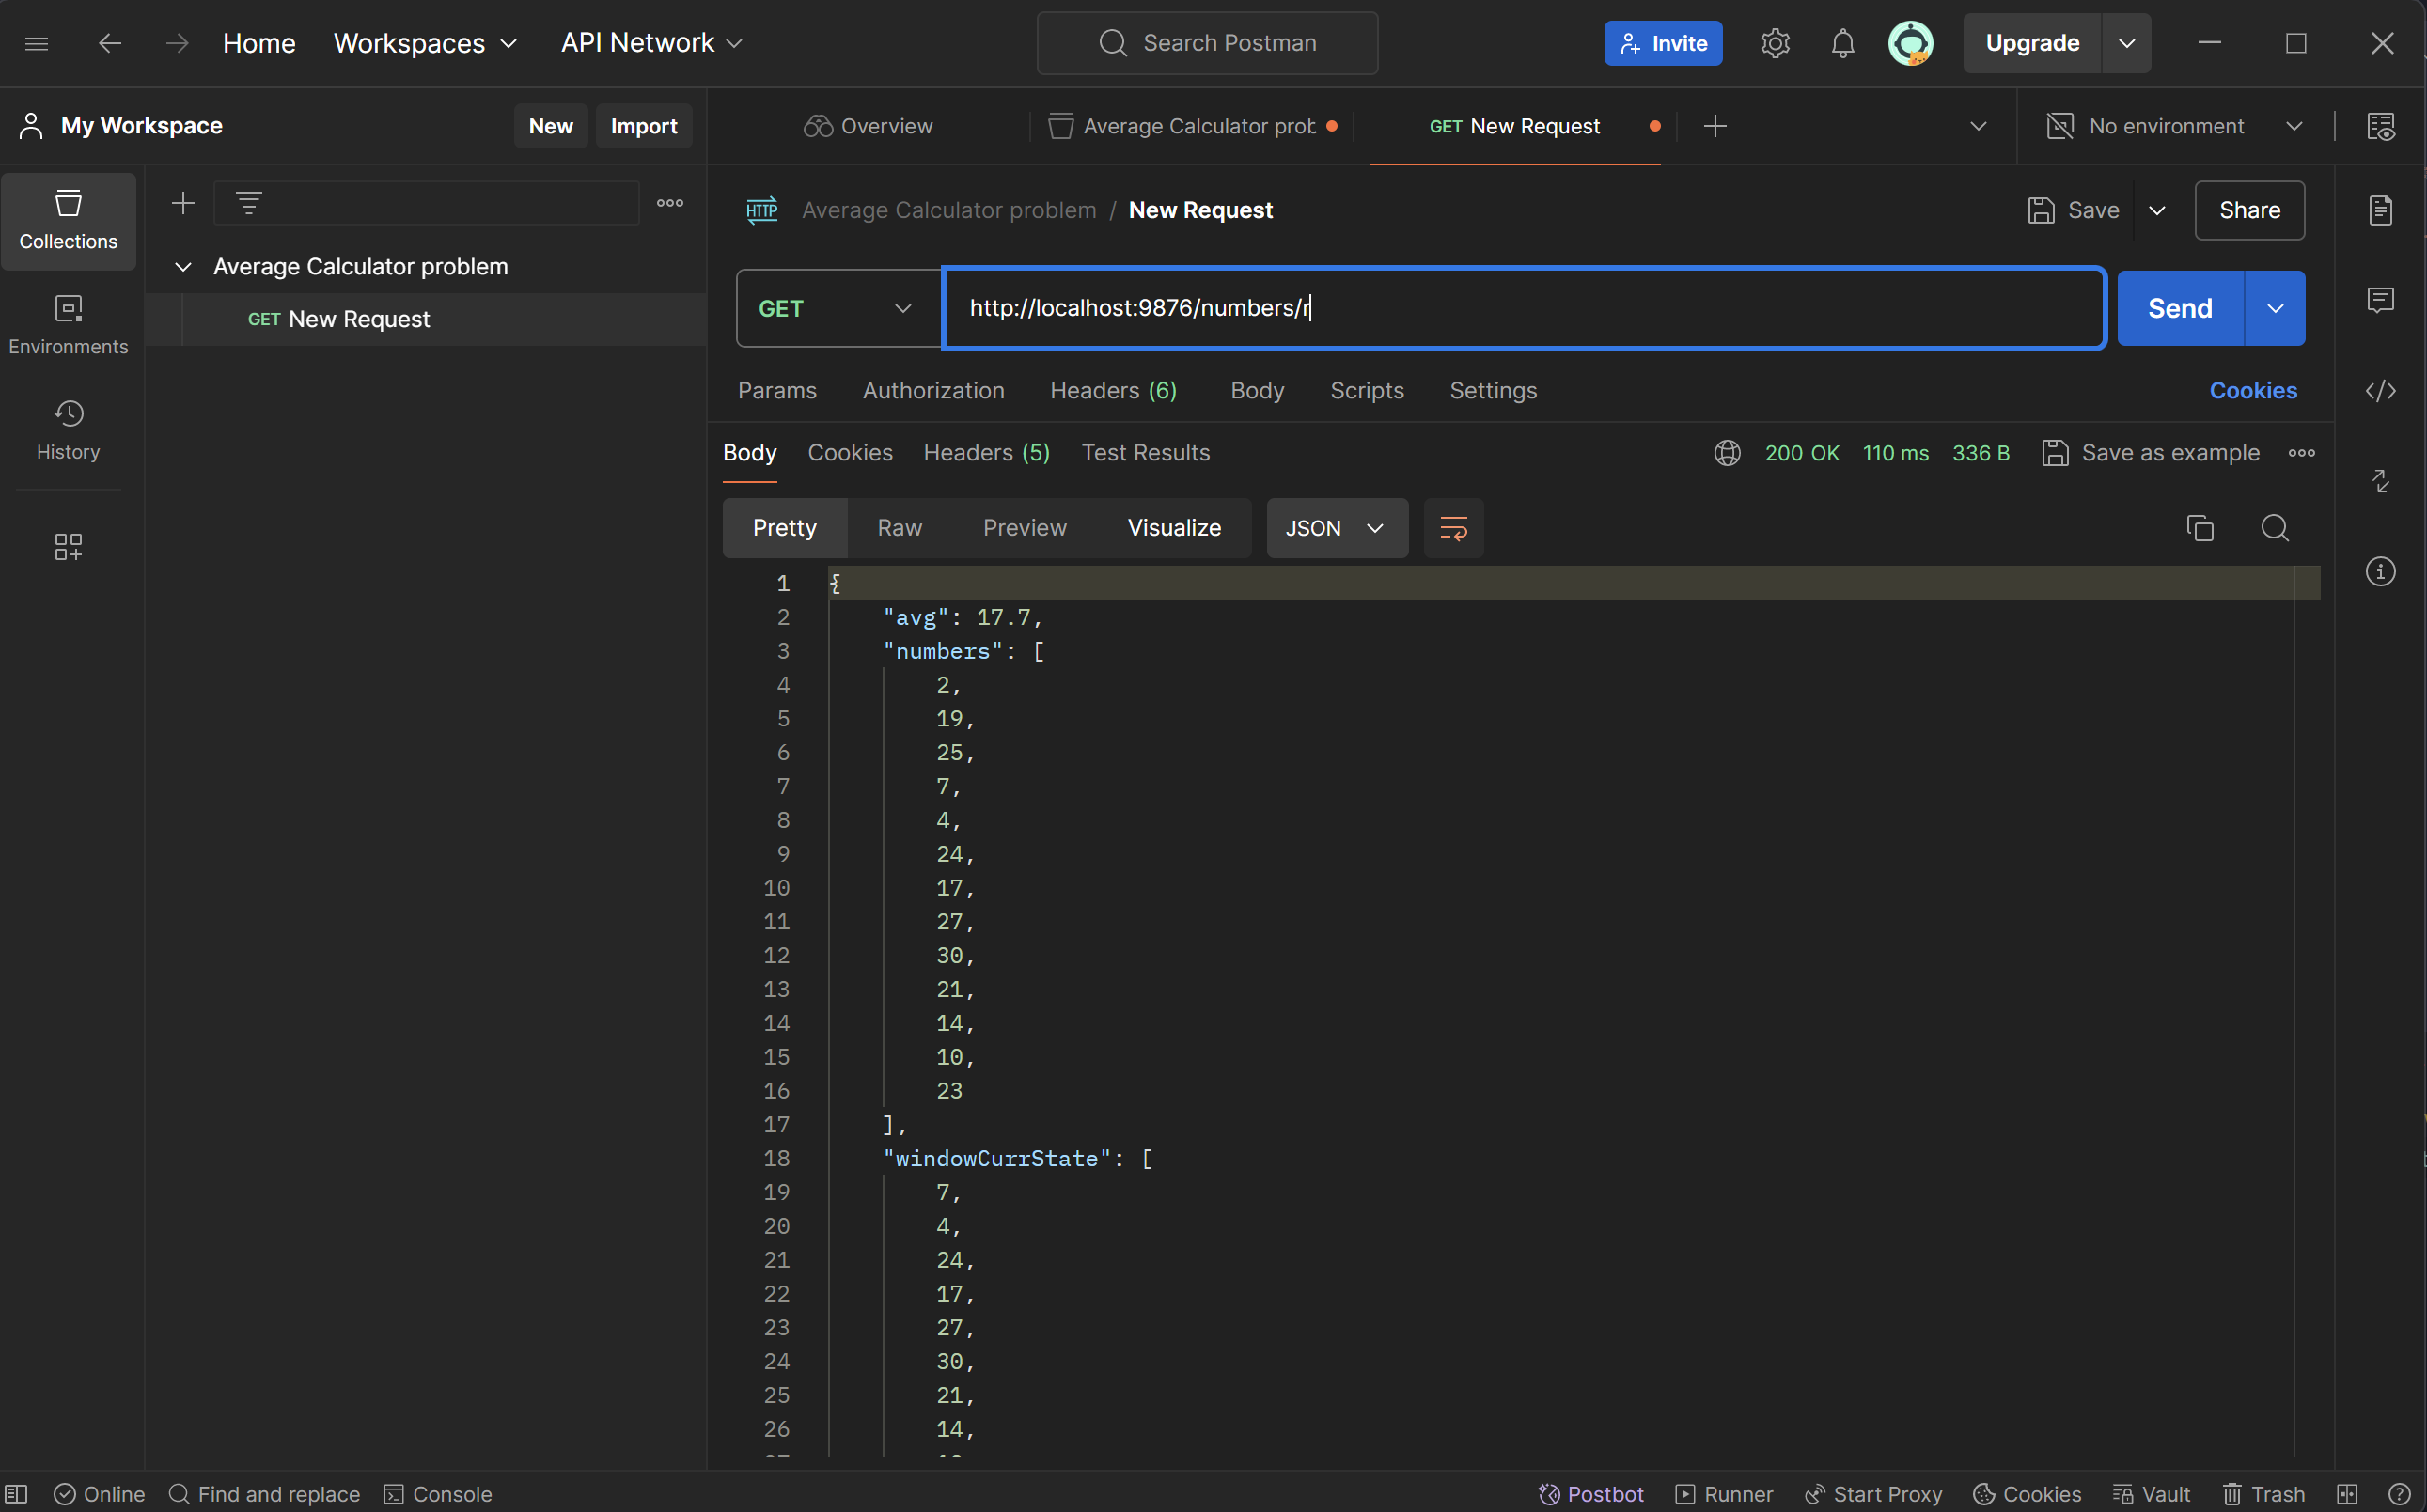 Home Workspaces API Network Search Postman Invite Upgrade
My Workspace New Import Overview Average Calculator prob GET New Request No environment
Collections
Environments
History
Average Calculator problem
GET New Request
HTTP Average Calculator problem / New Request Save Share
GET http://localhost:9876/numbers/r Send
Params Authorization Headers (6) Body Scripts Settings Cookies
Body Cookies Headers (5) Test Results 200 OK 110 ms 336 B Save as example
Pretty Raw Preview Visualize JSON
1 {
2 "avg": 17.7,
3 "numbers": [
4 2,
5 19,
6 25,
7 7,
8 4,
9 24,
10 17,
11 27,
12 30,
13 21,
14 14,
15 10,
16 23
17 ],
18 "windowCurrState": [
19 7,
20 4,
21 24,
22 17,
23 27,
24 30,
25 21,
26 14,
Online Find and replace Console Postbot Runner Start Proxy Cookies Vault Trash